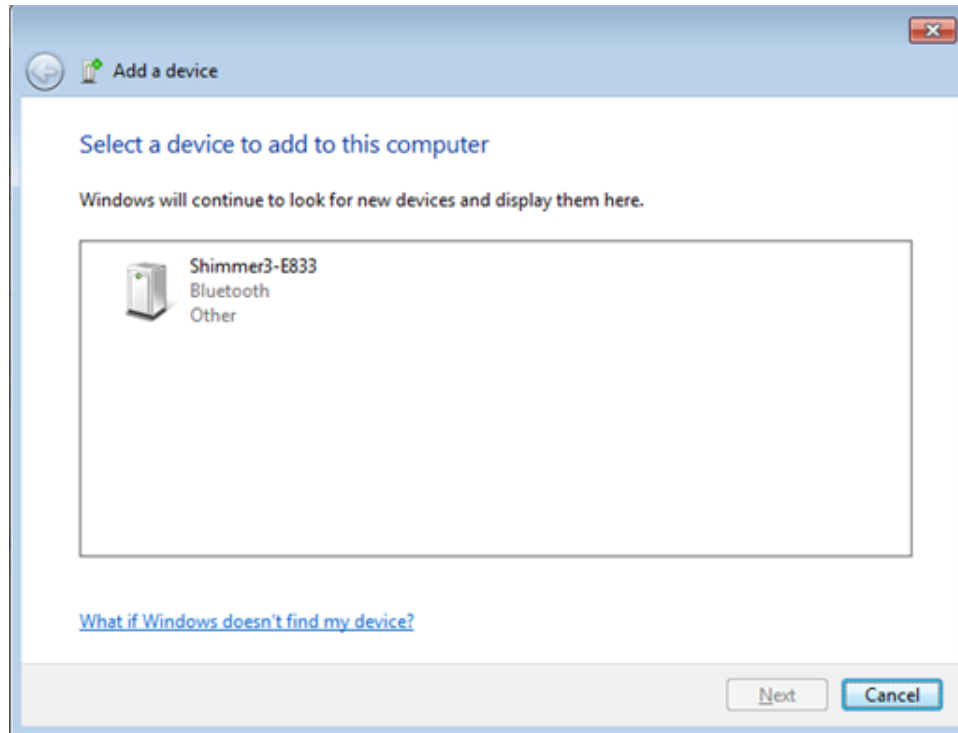 Add a device
Select a device to add to this computer
Windows will continue to look for new devices and display them here.
Shimmer3-E833
Bluetooth
Other
What if Windows doesn't find my device?
Next
Cancel